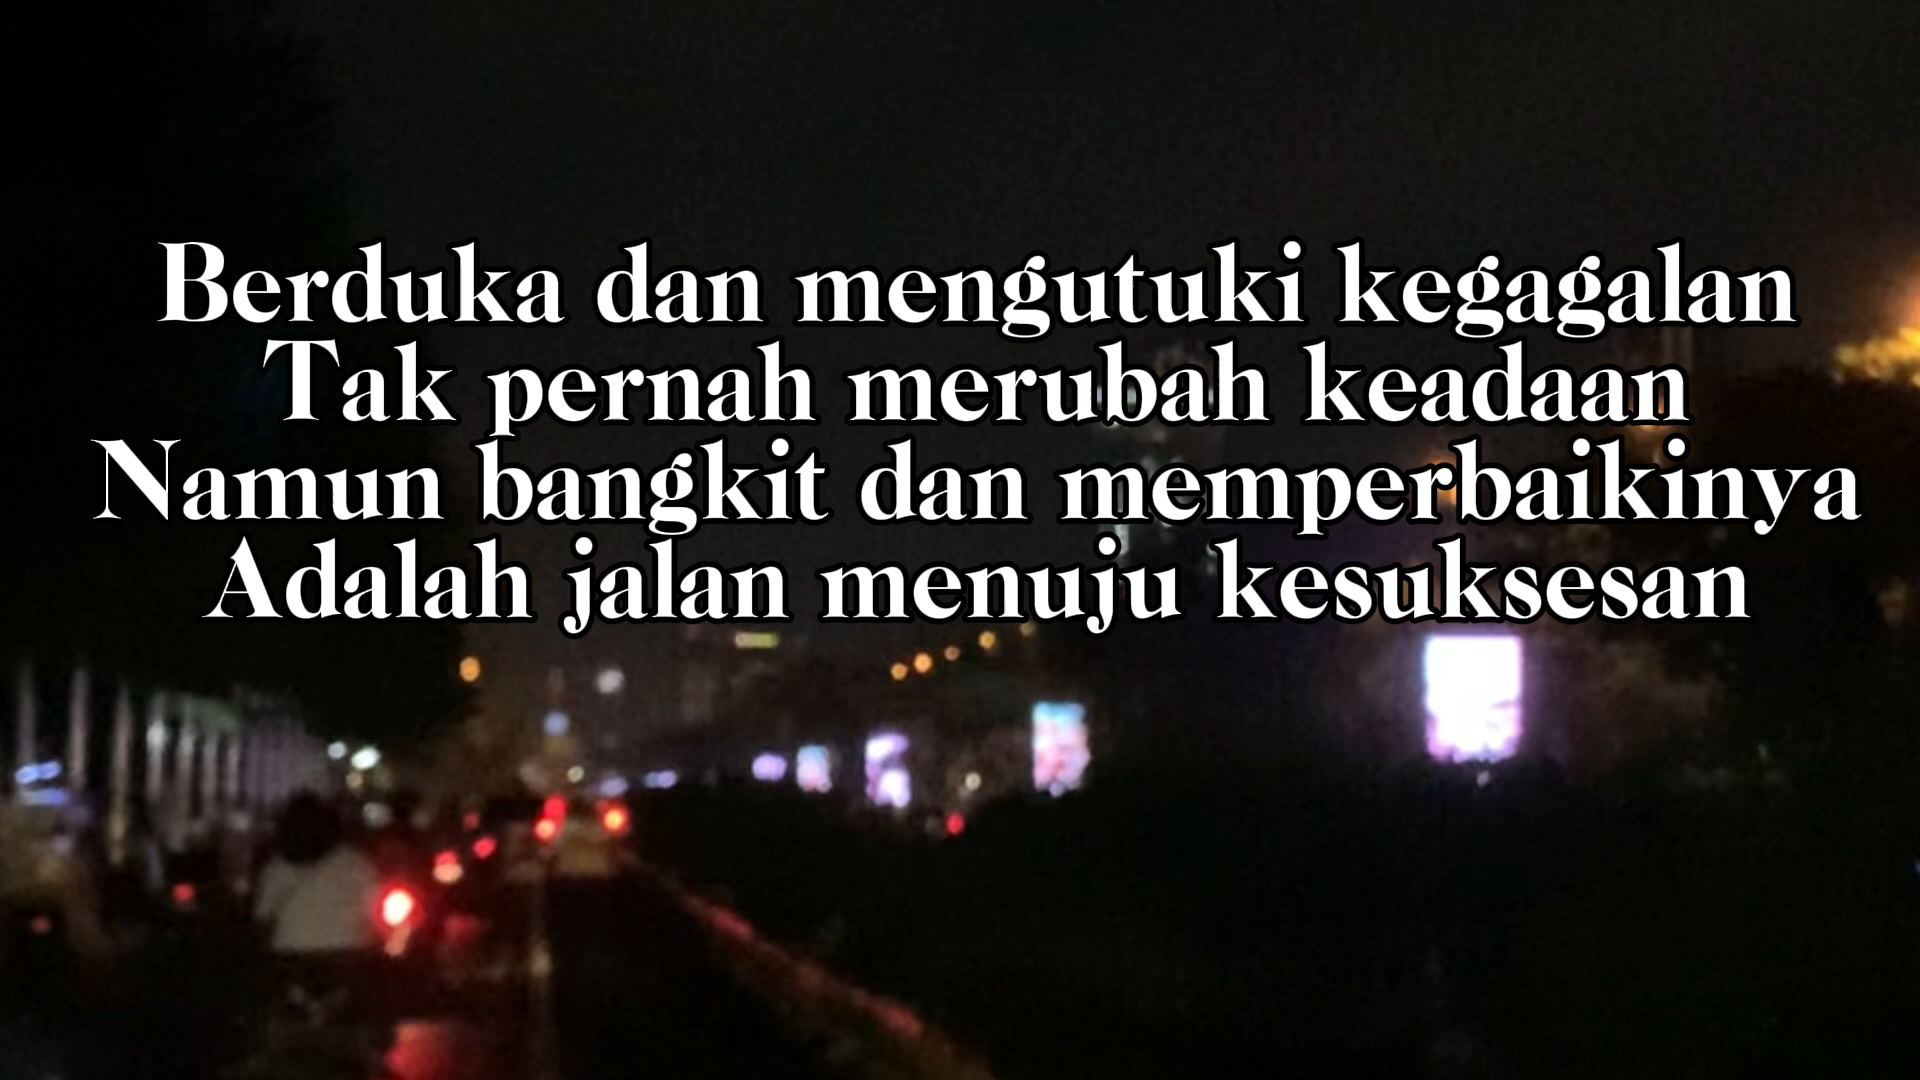 Berduka dan mengutuki kegagalan
Tak pernah merubah keadaan
Namun bangkit dan memperbaikinya
Adalah jalan menuju kesuksesan